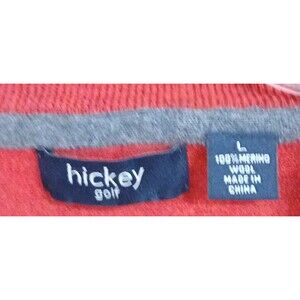 hickey
golf
L
100% MERINO
WOOL
MADE IN
CHINA